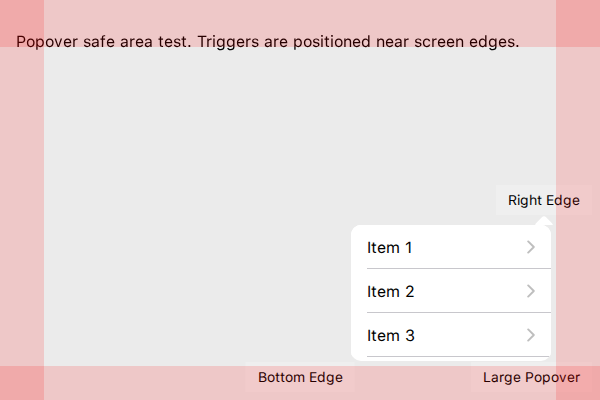 Popover safe area test. Triggers are positioned near screen edges.
Right Edge
Item 1
Item 2
Item 3
Bottom Edge
Large Popover